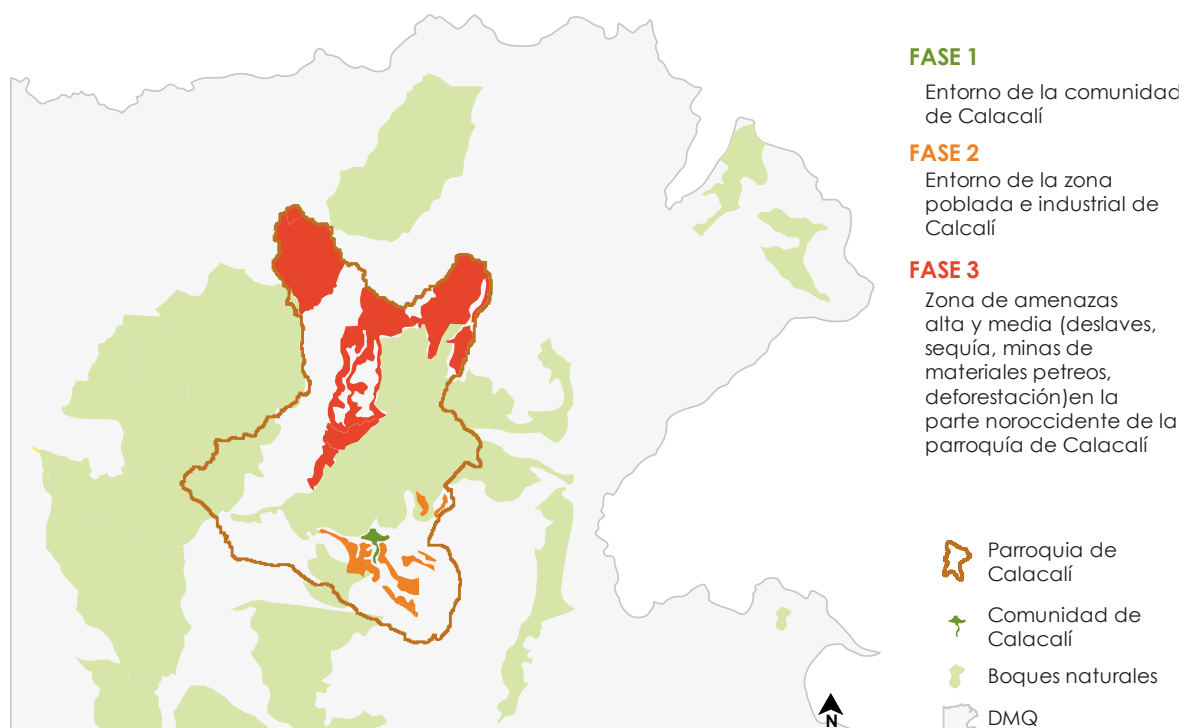 FASE 1
Entorno de la comunidad
de Calacalí
FASE 2
Entorno de la zona
poblada e industrial de
Calcalí
FASE 3
Zona de amenazas
alta y media (deslaves,
sequía, minas de
materiales petreos,
deforestación)en la
parte noroccidente de la
parroquía de Calacalí
Parroquia de
Calacalí
Comunidad de
Calacalí
Boques naturales
DMQ
N